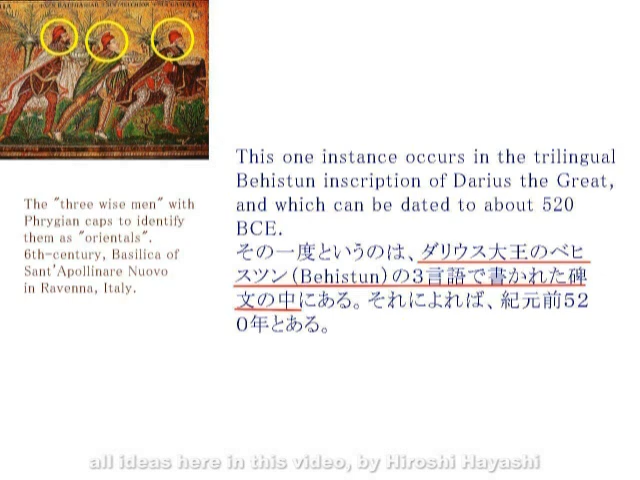 The "three wise men" with
Phrygian caps to identify
them as "orientals".
6th-century, Basilica of
Sant'Apollinare Nuovo
in Ravenna, Italy.
This one instance occurs in the trilingual
Behistun inscription of Darius the Great,
and which can be dated to about 520
BCE.
その一度というのは、ダリウス大王のベヒ
スツン(Behistun)の3言語で書かれた碑
文の中にある。それによれば、紀元前52
0年とある。
all ideas here in this video, by Hiroshi Hayashi